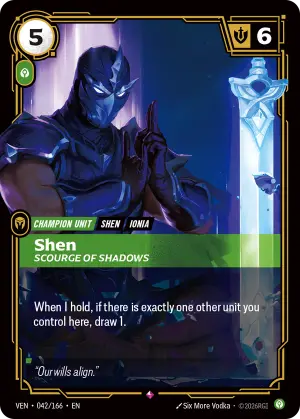 5
6
CHAMPION UNIT SHEN / IONIA
Shen
SCOURGE OF SHADOWS
When I hold, if there is exactly one other unit you
control here, draw 1.
"Our wills align."
VEN • 042/166 • EN
Six More Vodka • ©2026RGI